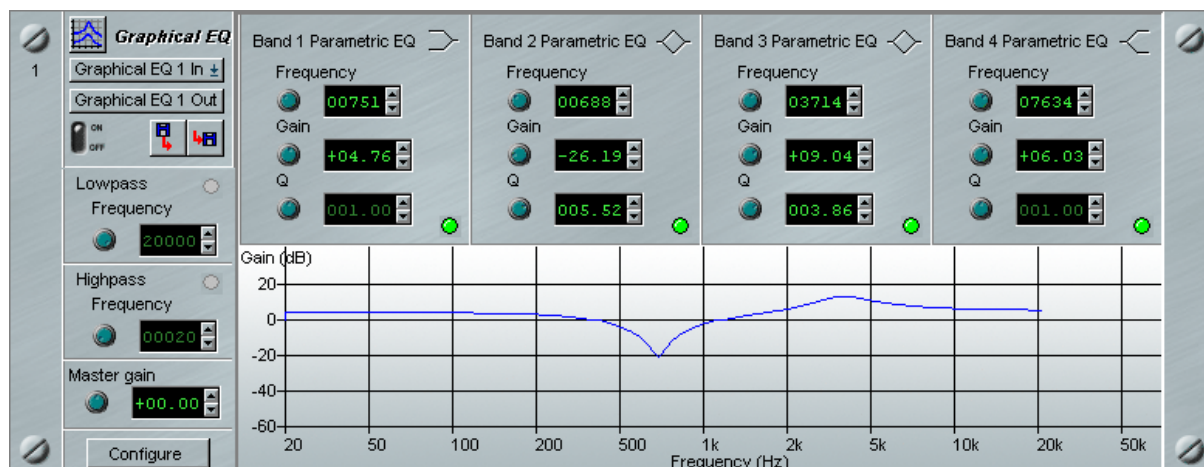 Graphical EQ
1
Graphical EQ 1 In
Graphical EQ 1 Out
ON
OFF
Lowpass
Frequency
20000
Highpass
Frequency
00020
Master gain
+00.00
Configure
Band 1 Parametric EQ
Frequency
00751
Gain
+04.76
Q
001.00
Band 2 Parametric EQ
Frequency
00688
Gain
-26.19
Q
005.52
Band 3 Parametric EQ
Frequency
03714
Gain
+09.04
Q
003.86
Band 4 Parametric EQ
Frequency
07634
Gain
+06.03
Q
001.00
Gain (dB)
20
0
-20
-40
-60
20 50 100 200 500 1k 2k 5k 10k 20k 50k
Frequency (Hz)